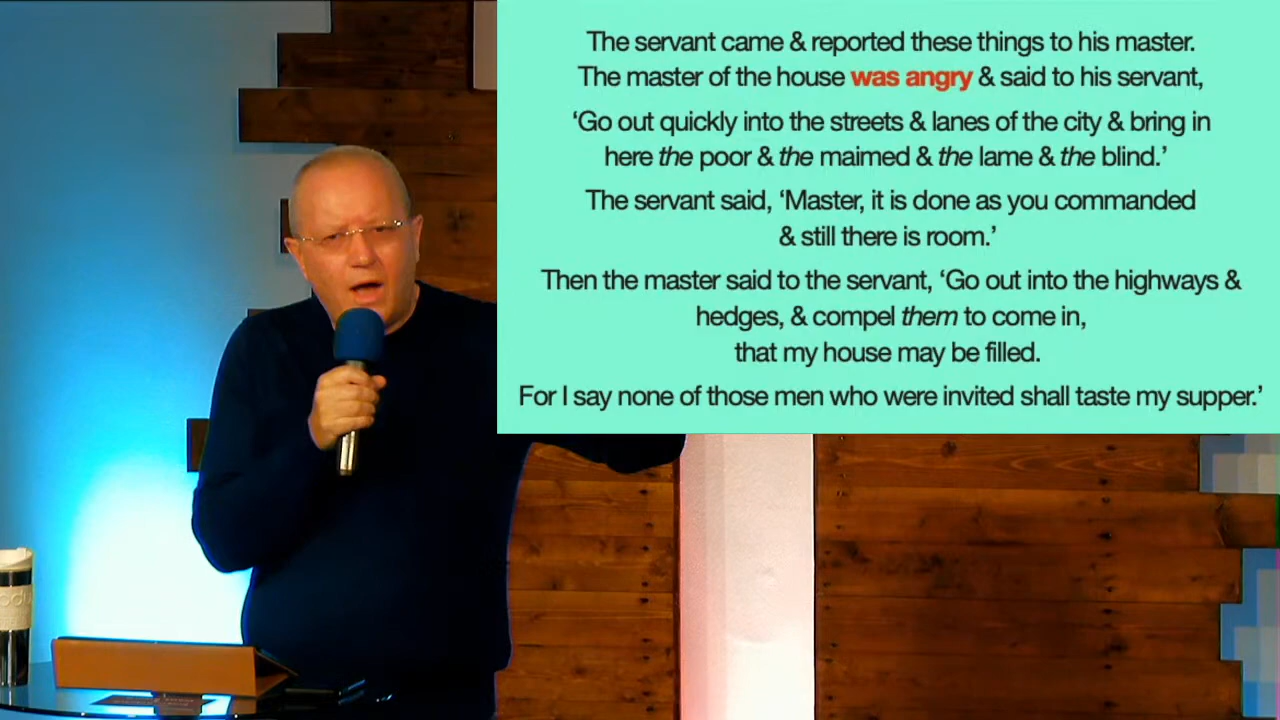 The servant came & reported these things to his master.
The master of the house was angry & said to his servant,
‘Go out quickly into the streets & lanes of the city & bring in
here the poor & the maimed & the lame & the blind.’
The servant said, ‘Master, it is done as you commanded
& still there is room.’
Then the master said to the servant, ‘Go out into the highways &
hedges, & compel them to come in,
that my house may be filled.
For I say none of those men who were invited shall taste my supper.’